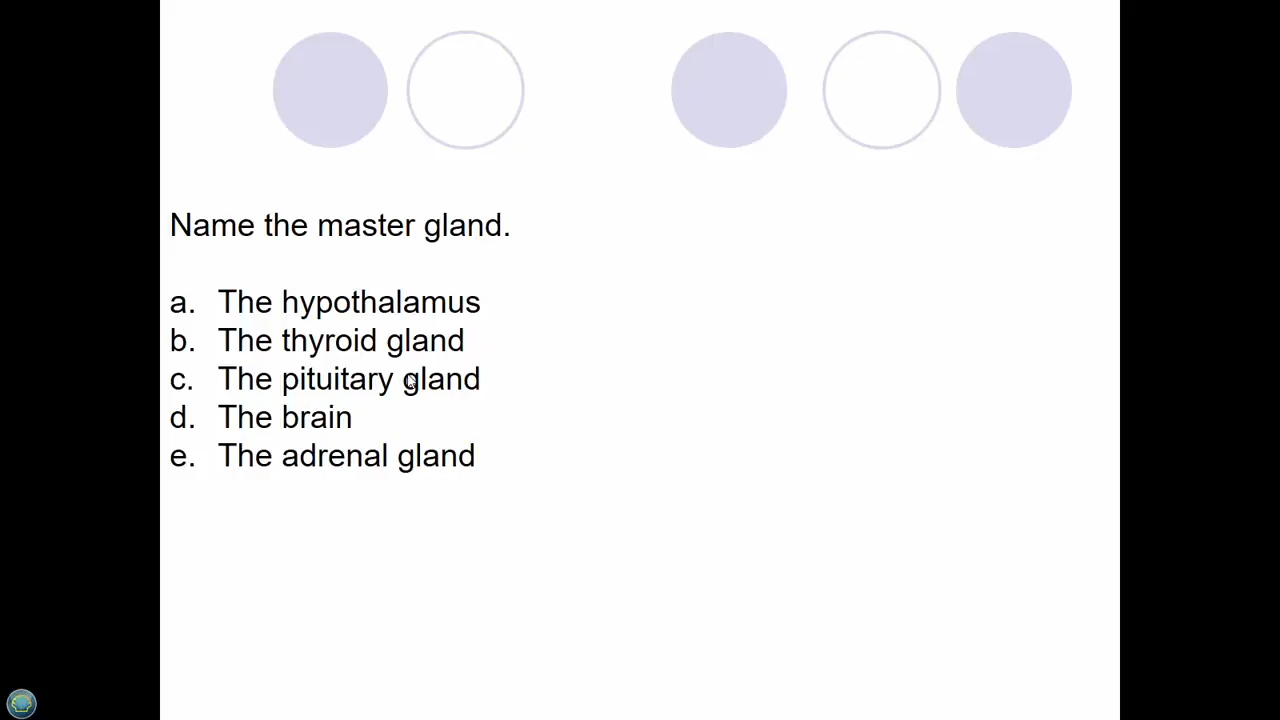 Name the master gland.
a. The hypothalamus
b. The thyroid gland
c. The pituitary gland
d. The brain
e. The adrenal gland